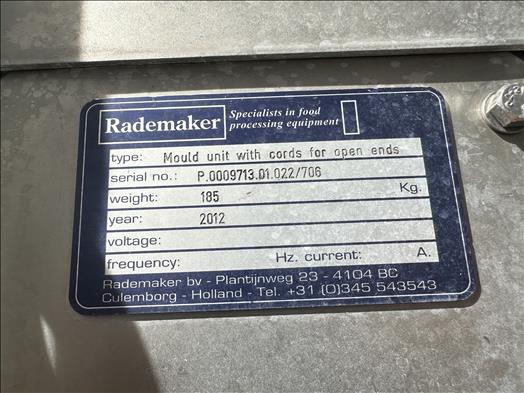 Rademaker
Specialists in food
processing equipment
type: Mould unit with cords for open ends
serial no.: P.0009713.01.022/706
weight: 185 Kg.
year: 2012
voltage:
frequency: Hz. current: A.
Rademaker bv - Plantijnweg 23 - 4104 BC
Culemborg - Holland - Tel. +31 (0)345 543543